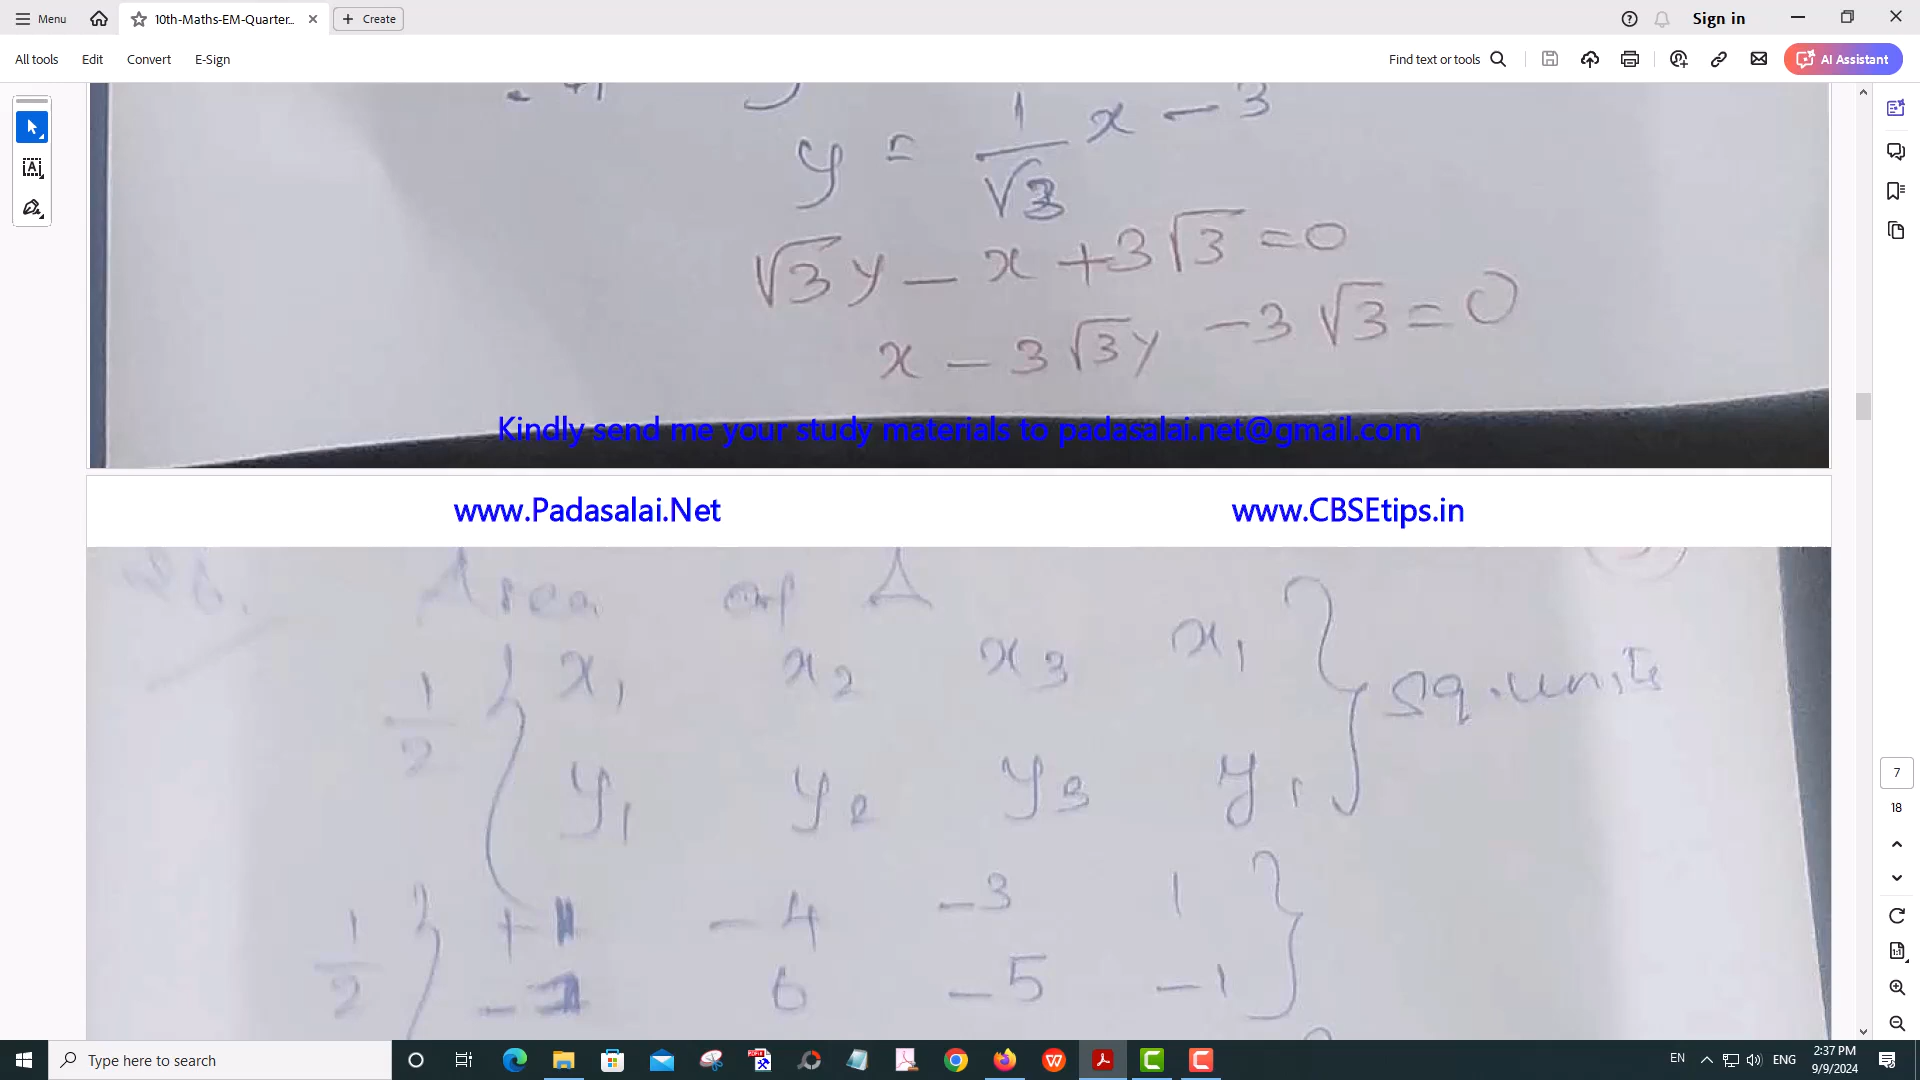 Menu
10th-Maths-EM-Quarter...
Create
Sign in
All tools
Edit
Convert
E-Sign
Find text or tools
AI Assistant
y = 1/√3 x - 3
√3 y - x + 3√3 = 0
x - 3√3 y - 3√3 = 0
Kindly send me your study materials to padasalai.net@gmail.com
www.Padasalai.Net
www.CBSEtips.in
26. Area of Δ
1/2 { x1 x2 x3 x1 } sq.units
y1 y2 y3 y1
1/2 { +1 -4 -3 1 }
-1 6 -5 -1
7
18
Type here to search
EN
ENG
2:37 PM
9/9/2024